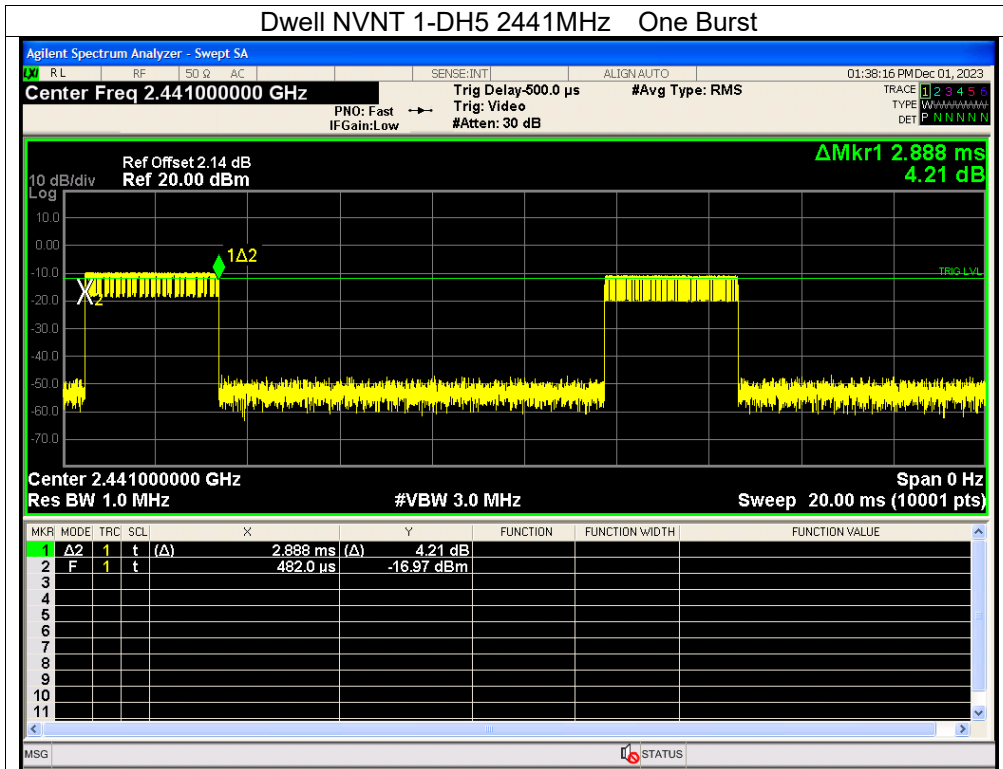 Dwell NVNT 1-DH5 2441MHz One Burst
Agilent Spectrum Analyzer - Swept SA
LXI RL RF 50 Ω AC SENSE:INT ALIGN AUTO 01:38:16 PM Dec 01, 2023
Center Freq 2.441000000 GHz Trig Delay-500.0 µs #Avg Type: RMS TRACE 1 2 3 4 5 6
PNO: Fast Trig: Video TYPE WWWWWW
IFGain:Low #Atten: 30 dB DET P N N N N N
ΔMkr1 2.888 ms
4.21 dB
Ref Offset 2.14 dB
10 dB/div Ref 20.00 dBm
Log
10.0
0.00
1Δ2
-10.0 TRIG LVL
-20.0 X2
-30.0
-40.0
-50.0
-60.0
-70.0
Center 2.441000000 GHz Span 0 Hz
Res BW 1.0 MHz #VBW 3.0 MHz Sweep 20.00 ms (10001 pts)
MKR MODE TRC SCL X Y FUNCTION FUNCTION WIDTH FUNCTION VALUE
1 Δ2 1 t (Δ) 2.888 ms (Δ) 4.21 dB
2 F 1 t 482.0 µs -16.97 dBm
3
4
5
6
7
8
9
10
11
MSG STATUS